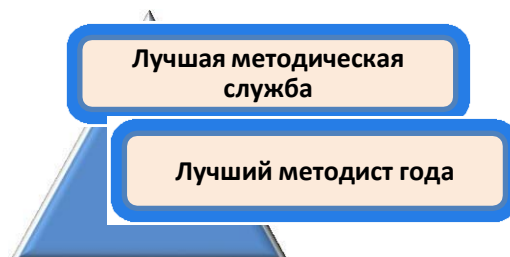 Лучшая методическая
служба
Лучший методист года